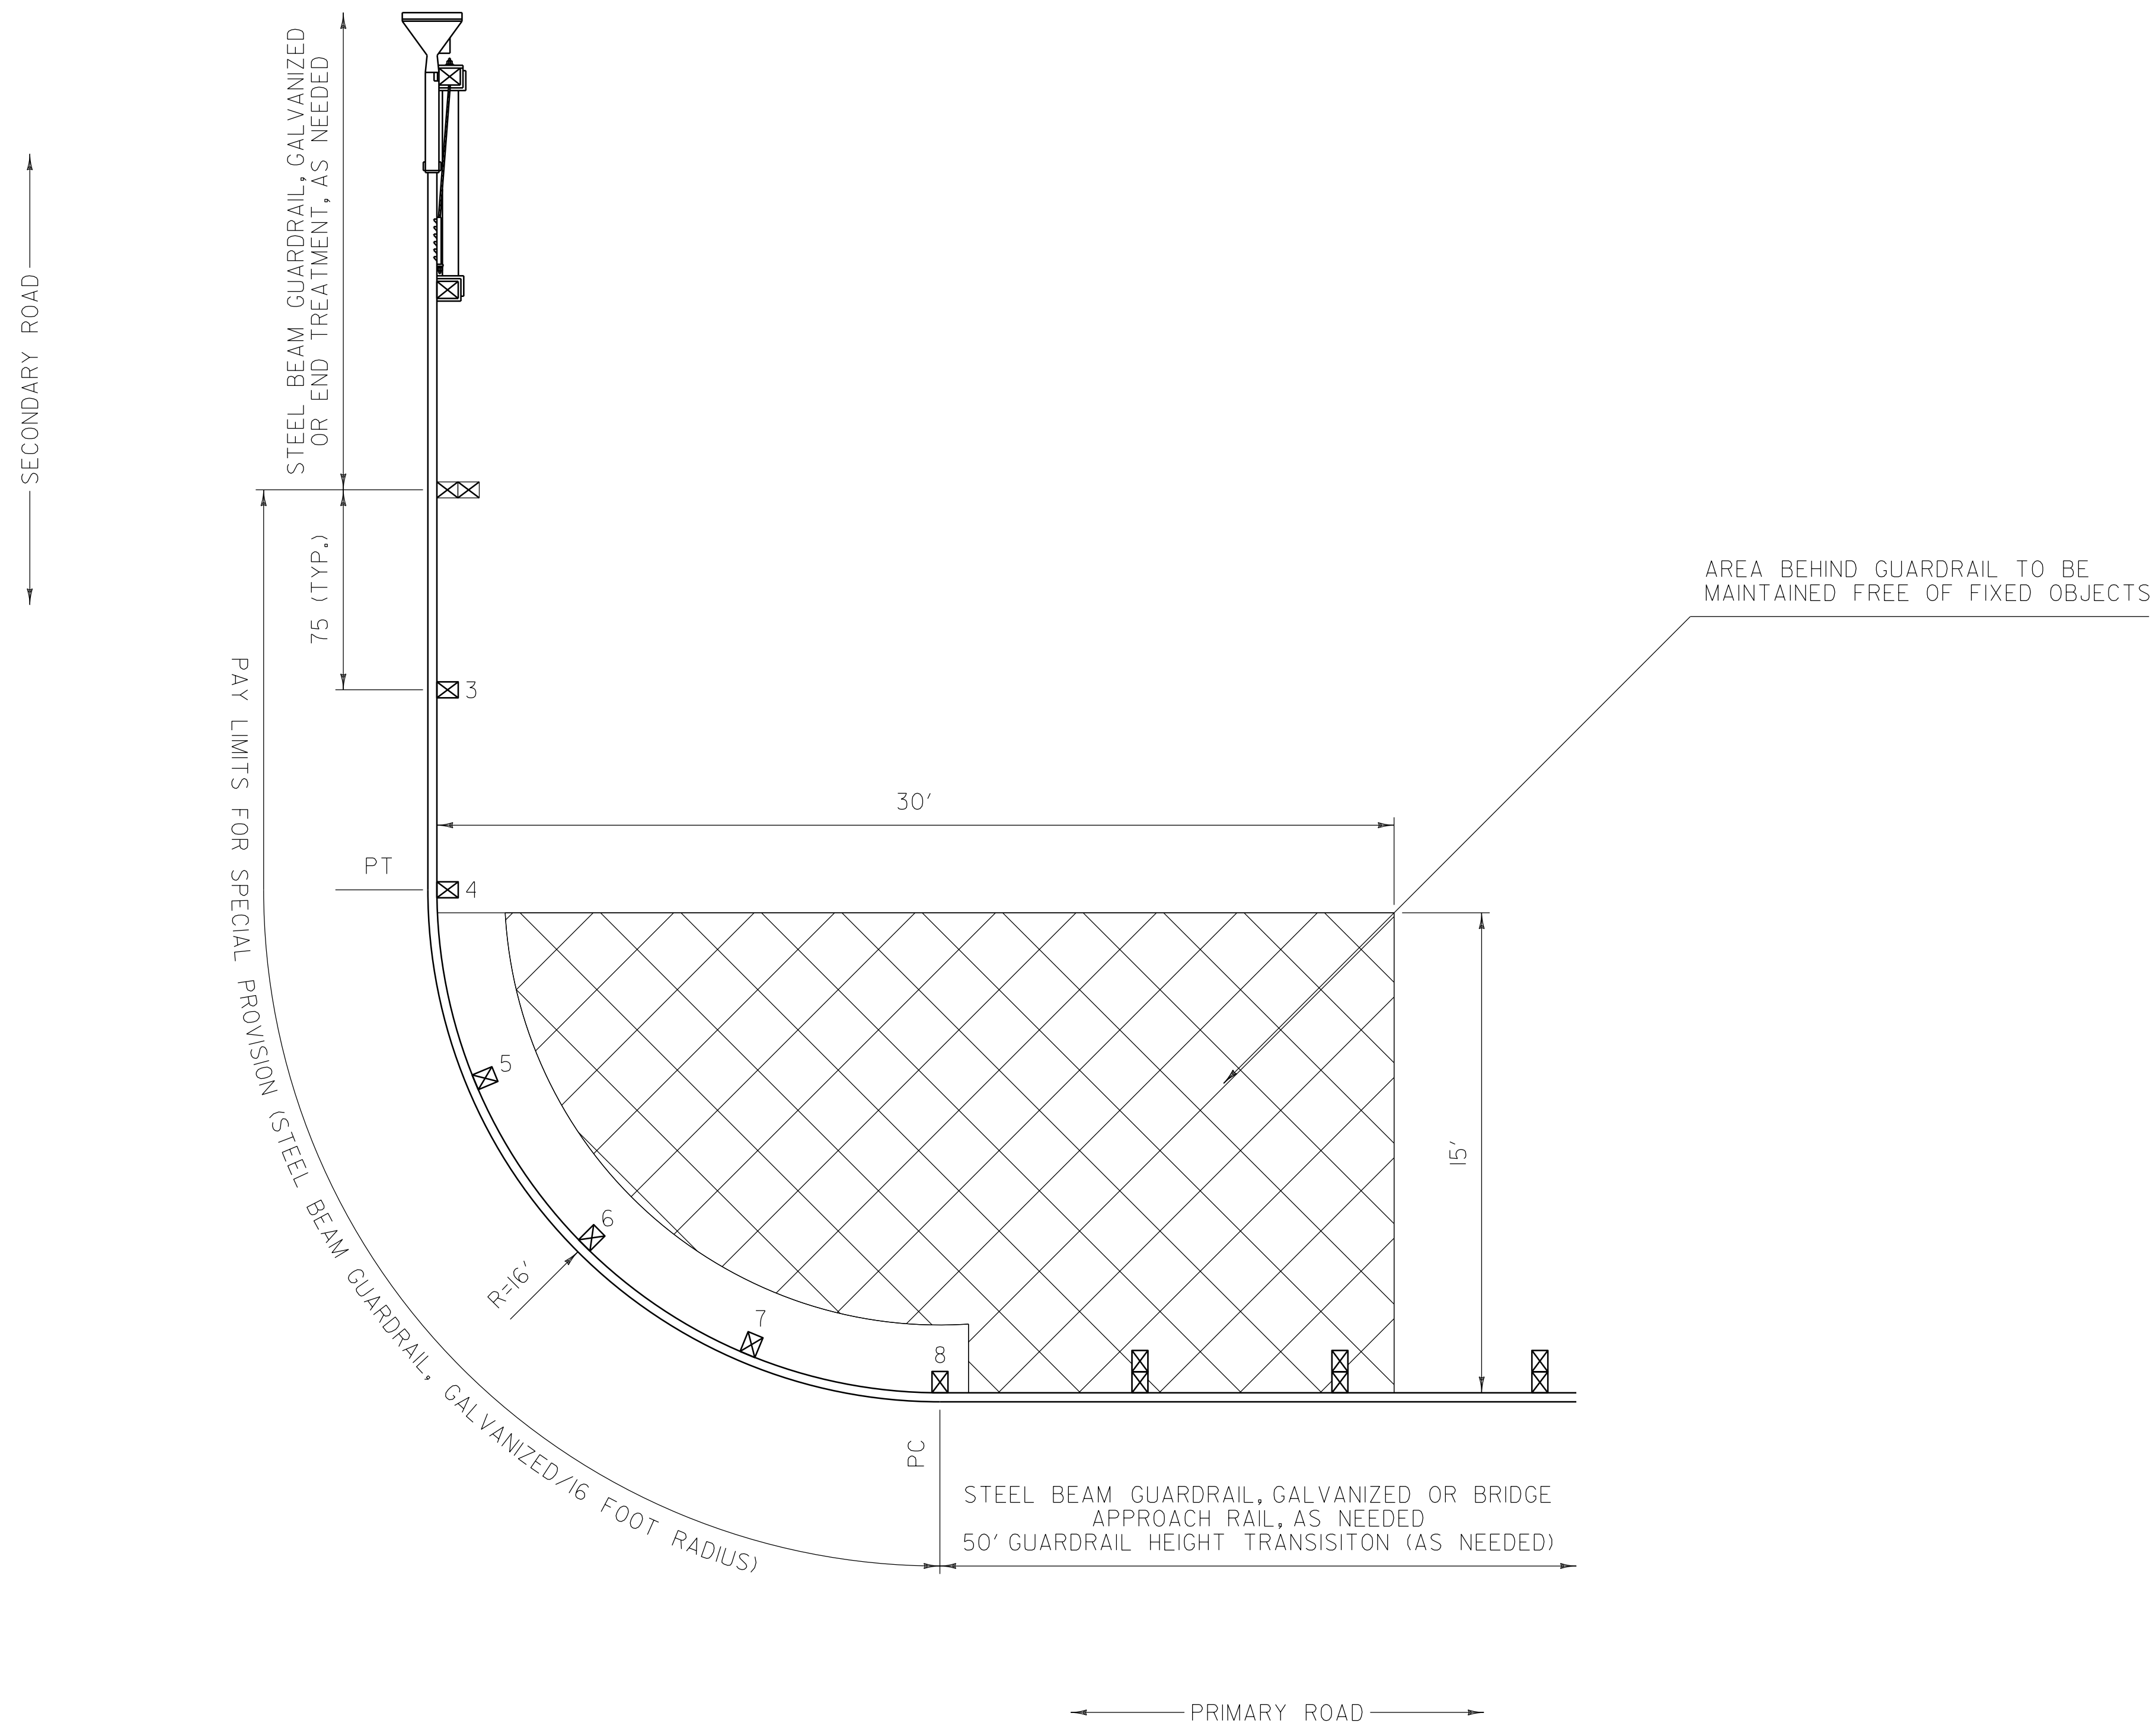 STEEL BEAM GUARDRAIL, GALVANIZED
OR END TREATMENT, AS NEEDED
SECONDARY ROAD
75 (TYP.)
AREA BEHIND GUARDRAIL TO BE
MAINTAINED FREE OF FIXED OBJECTS
3
30'
PT
4
PAY LIMITS FOR SPECIAL PROVISION (STEEL BEAM GUARDRAIL, GALVANIZED/16 FOOT RADIUS)
5
15'
6
R=16'
7
8
PC
STEEL BEAM GUARDRAIL, GALVANIZED OR BRIDGE
APPROACH RAIL, AS NEEDED
50' GUARDRAIL HEIGHT TRANSISITON (AS NEEDED)
PRIMARY ROAD